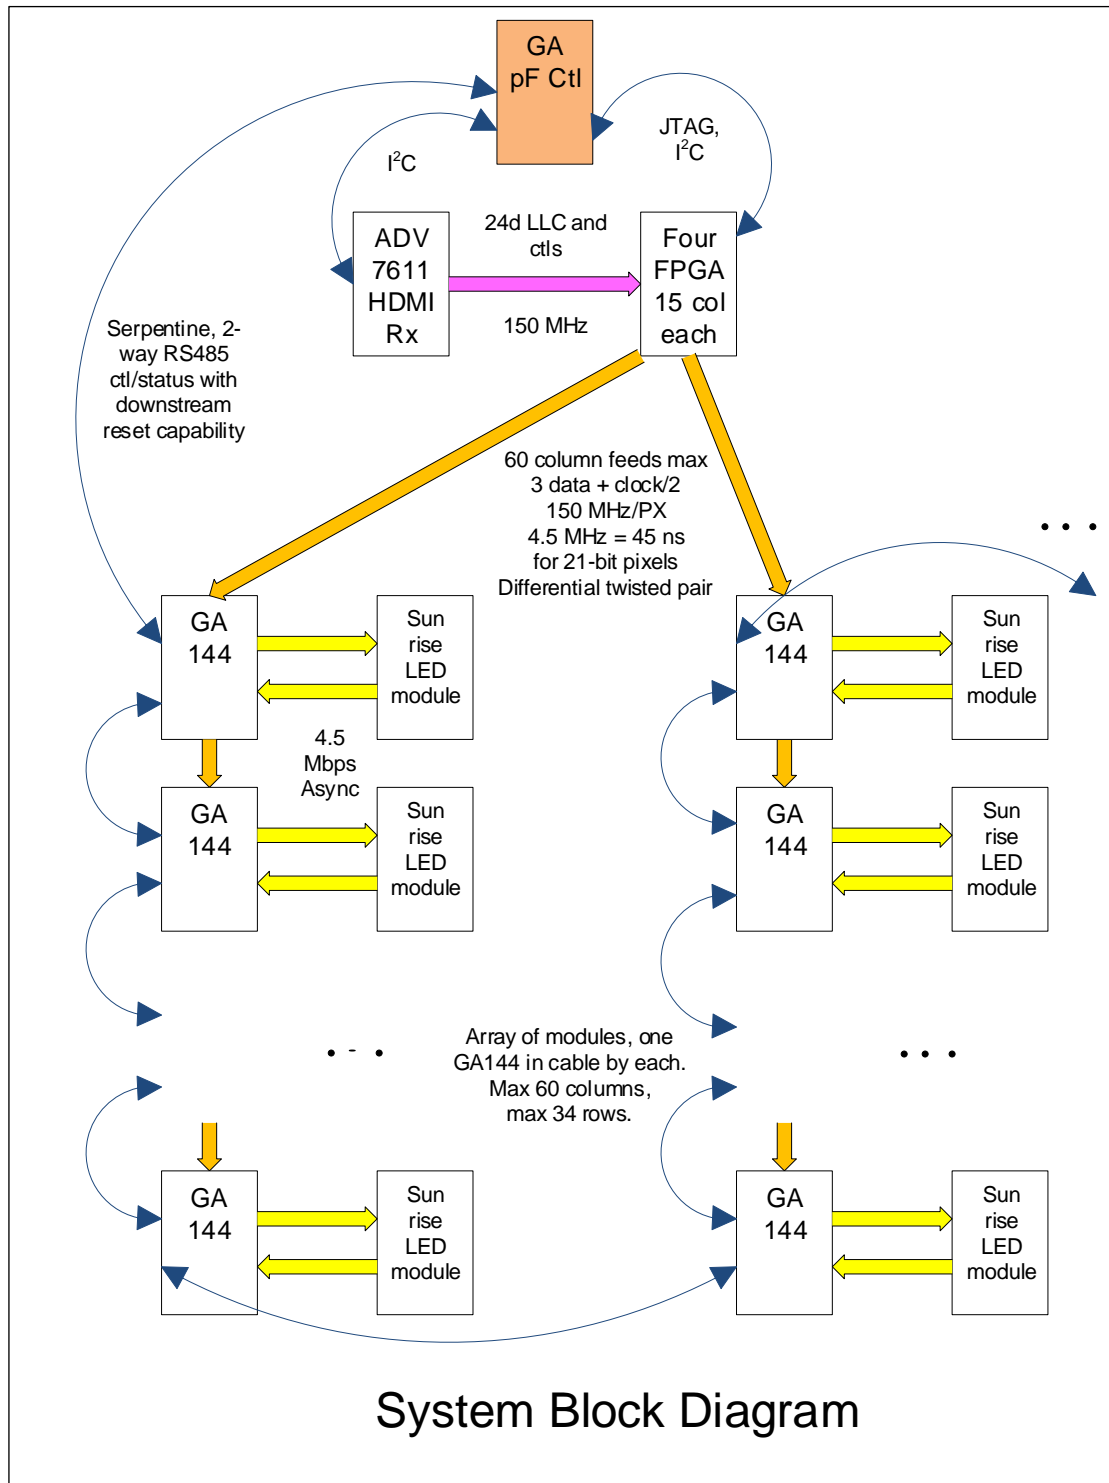 GA
pF Ctl
JTAG,
I²C
I²C
24d LLC and
ctls
ADV
7611
HDMI
Rx
Four
FPGA
15 col
each
150 MHz
Serpentine, 2-
way RS485
ctl/status with
downstream
reset capability
60 column feeds max
3 data + clock/2
150 MHz/PX
4.5 MHz = 45 ns
for 21-bit pixels
Differential twisted pair
• • •
GA
144
Sun
rise
LED
module
GA
144
Sun
rise
LED
module
4.5
Mbps
Async
GA
144
Sun
rise
LED
module
GA
144
Sun
rise
LED
module
• - •
Array of modules, one
GA144 in cable by each.
Max 60 columns,
max 34 rows.
• • •
GA
144
Sun
rise
LED
module
GA
144
Sun
rise
LED
module
System Block Diagram